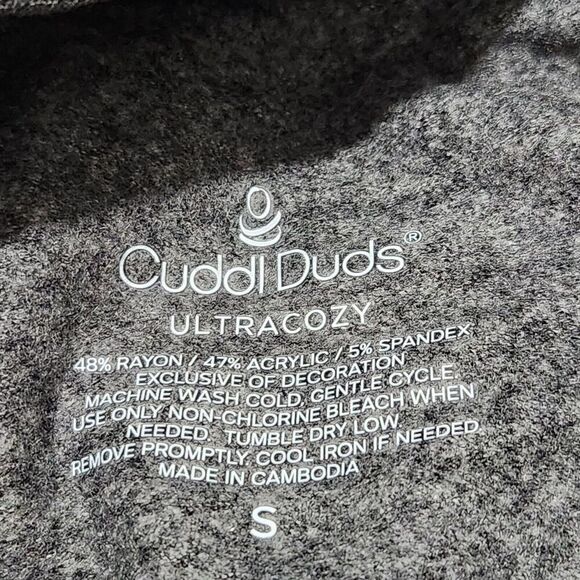 Cuddl Duds®
ULTRACOZY
48% RAYON / 47% ACRYLIC / 5% SPANDEX
EXCLUSIVE OF DECORATION
MACHINE WASH COLD, GENTLE CYCLE.
USE ONLY NON-CHLORINE BLEACH WHEN
NEEDED. TUMBLE DRY LOW.
REMOVE PROMPTLY. COOL IRON IF NEEDED.
MADE IN CAMBODIA
S